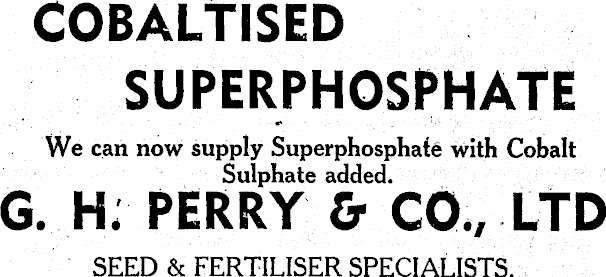 COBALTISED
SUPERPHOSPHATE
We can now supply Superphosphate with Cobalt
Sulphate added.
G. H. PERRY & CO., LTD
SEED & FERTILISER SPECIALISTS.